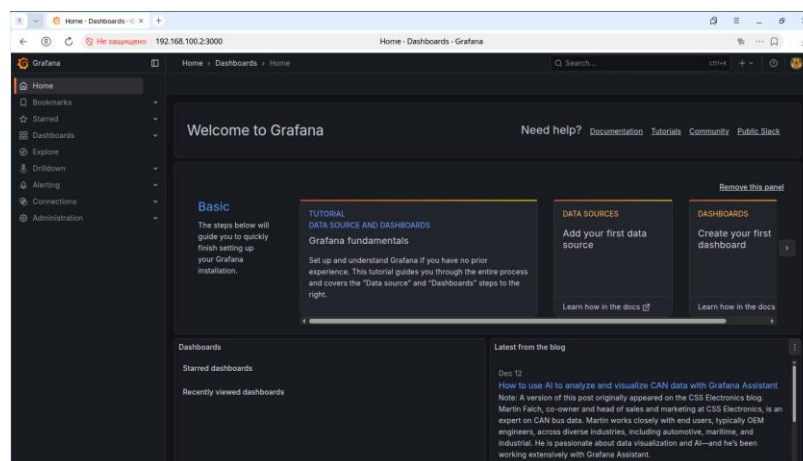 Home - Dashboards - G
Не защищено 192.168.100.2:3000 Home - Dashboards - Grafana
Grafana Home › Dashboards › Home Search... ctrl+k
Home
Bookmarks
Starred
Dashboards
Explore
Drilldown
Alerting
Connections
Administration
Welcome to Grafana
Need help? Documentation Tutorials Community Public Slack
Remove this panel
Basic
The steps below will
guide you to quickly
finish setting up
your Grafana
installation.
TUTORIAL
DATA SOURCE AND DASHBOARDS
Grafana fundamentals
Set up and understand Grafana if you have no prior
experience. This tutorial guides you through the entire process
and covers the "Data source" and "Dashboards" steps to the
right.
DATA SOURCES
Add your first data
source
Learn how in the docs
DASHBOARDS
Create your first
dashboard
Learn how in the docs
Dashboards
Starred dashboards
Recently viewed dashboards
Latest from the blog
Dec 12
How to use AI to analyze and visualize CAN data with Grafana Assistant
Note: A version of this post originally appeared on the CSS Electronics blog.
Martin Falch, co-owner and head of sales and marketing at CSS Electronics, is an
expert on CAN bus data. Martin works closely with end users, typically OEM
engineers, across diverse industries, including automotive, maritime, and
industrial. He is passionate about data visualization and AI—and he's been
working extensively with Grafana Assistant.